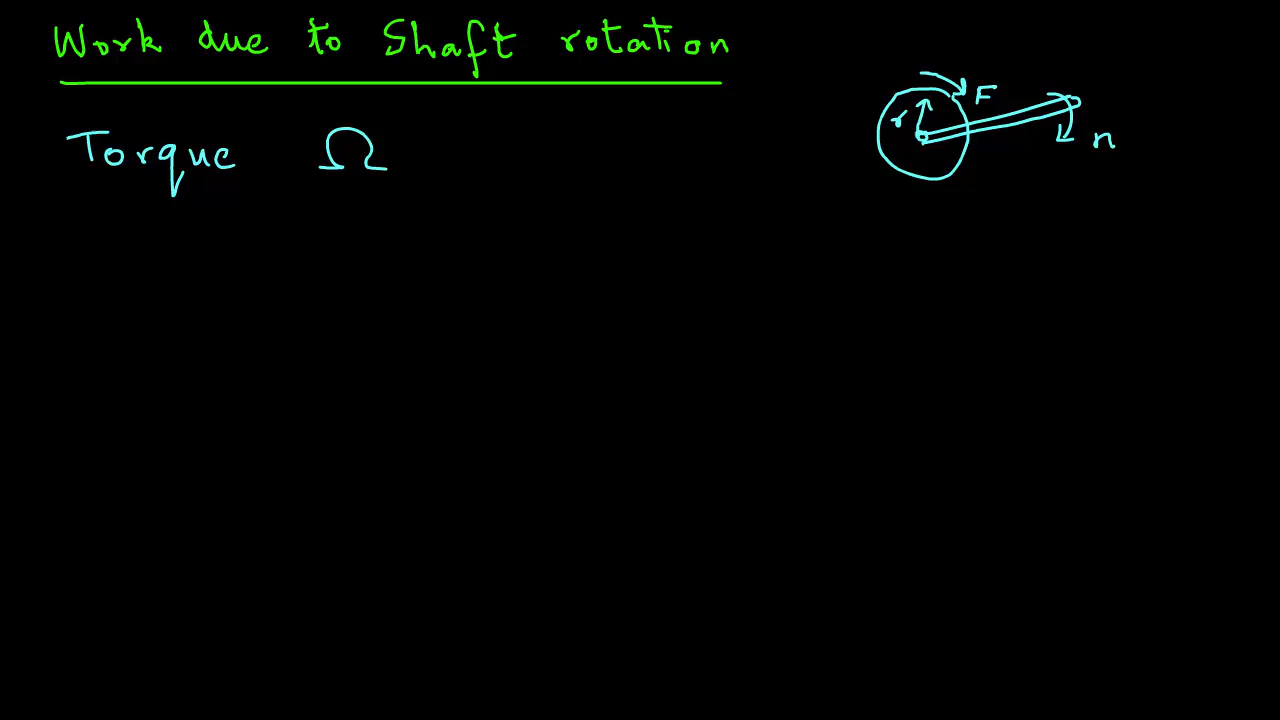 Work due to Shaft rotation
Torque Ω
r
F
n